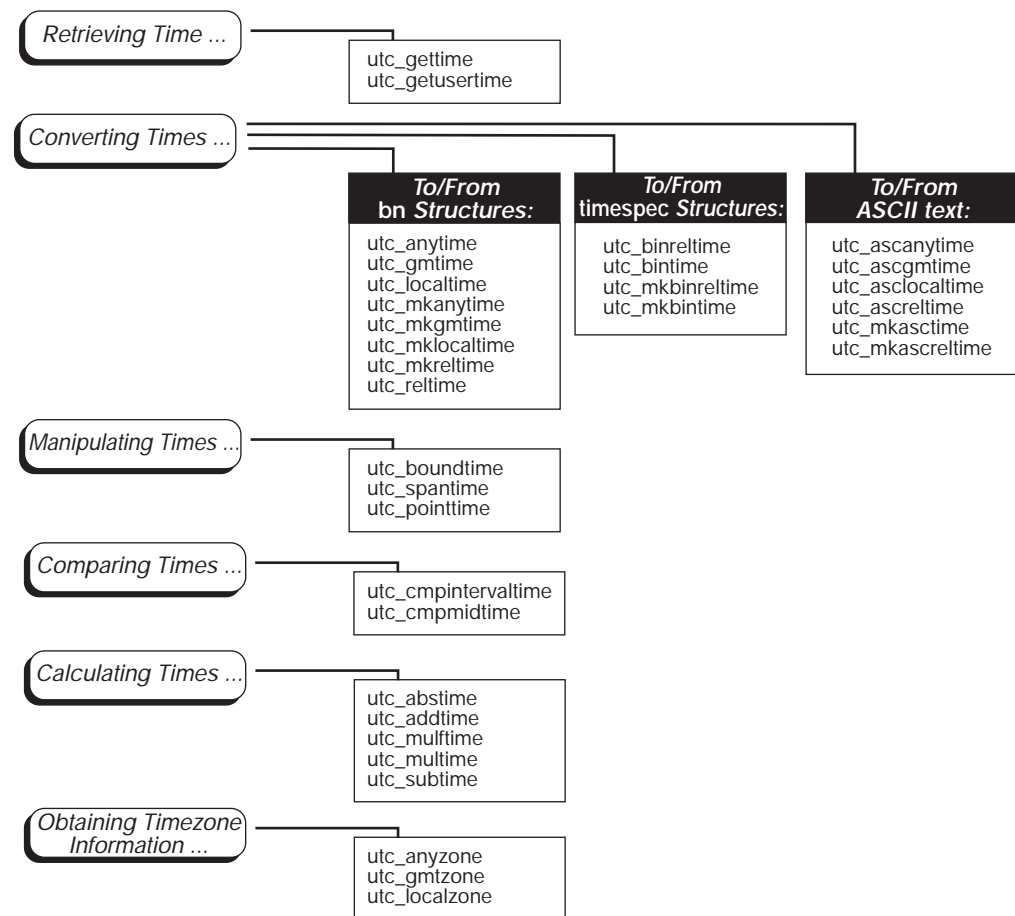 Retrieving Time ...
utc_gettime
utc_getusertime
Converting Times ...
To/From
bn Structures:
utc_anytime
utc_gmtime
utc_localtime
utc_mkanytime
utc_mkgmtime
utc_mklocaltime
utc_mkreltime
utc_reltime
To/From
timespec Structures:
utc_binreltime
utc_bintime
utc_mkbinreltime
utc_mkbintime
To/From
ASCII text:
utc_ascanytime
utc_ascgmtime
utc_asclocaltime
utc_ascreltime
utc_mkasctime
utc_mkascreltime
Manipulating Times ...
utc_boundtime
utc_spantime
utc_pointtime
Comparing Times ...
utc_cmpintervaltime
utc_cmpmidtime
Calculating Times ...
utc_abstime
utc_addtime
utc_mulftime
utc_multime
utc_subtime
Obtaining Timezone
Information ...
utc_anyzone
utc_gmtzone
utc_localzone